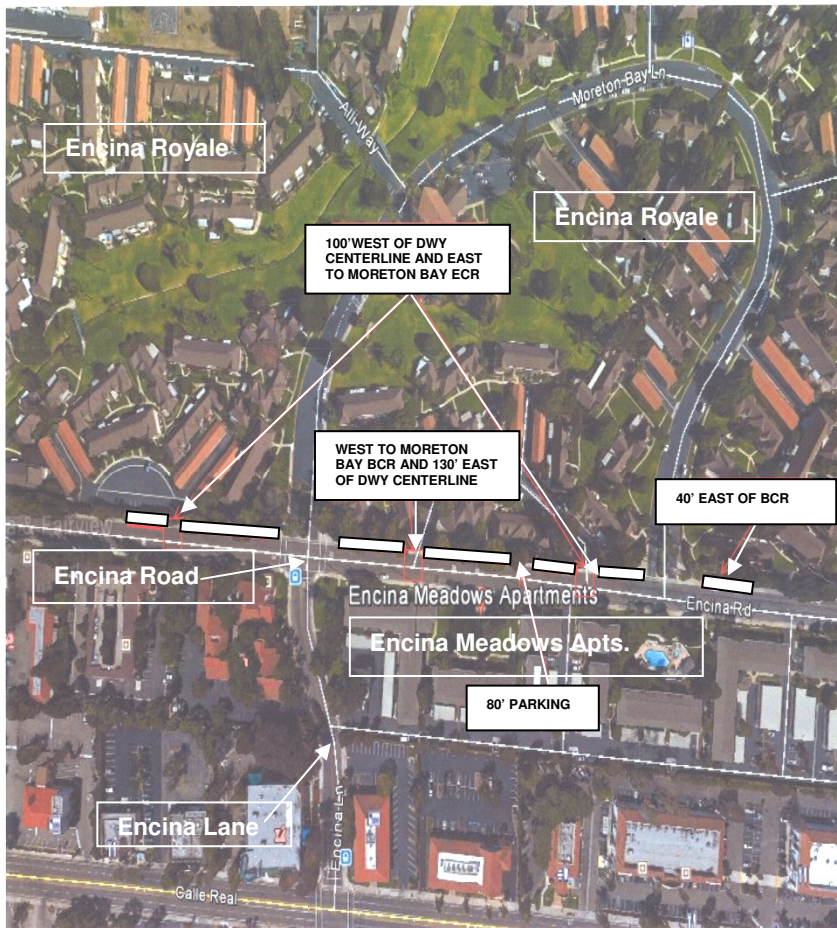 Moreton Bay Ln
Alli Way
Encina Royale
Encina Royale
100'WEST OF DWY
CENTERLINE AND EAST
TO MORETON BAY ECR
WEST TO MORETON
BAY BCR AND 130' EAST
OF DWY CENTERLINE
40' EAST OF BCR
Fairview
Encina Road
Encina Meadows Apartments
Encina Rd
Encina Meadows Apts.
80' PARKING
Encina Lane
Encina Ln
Calle Real